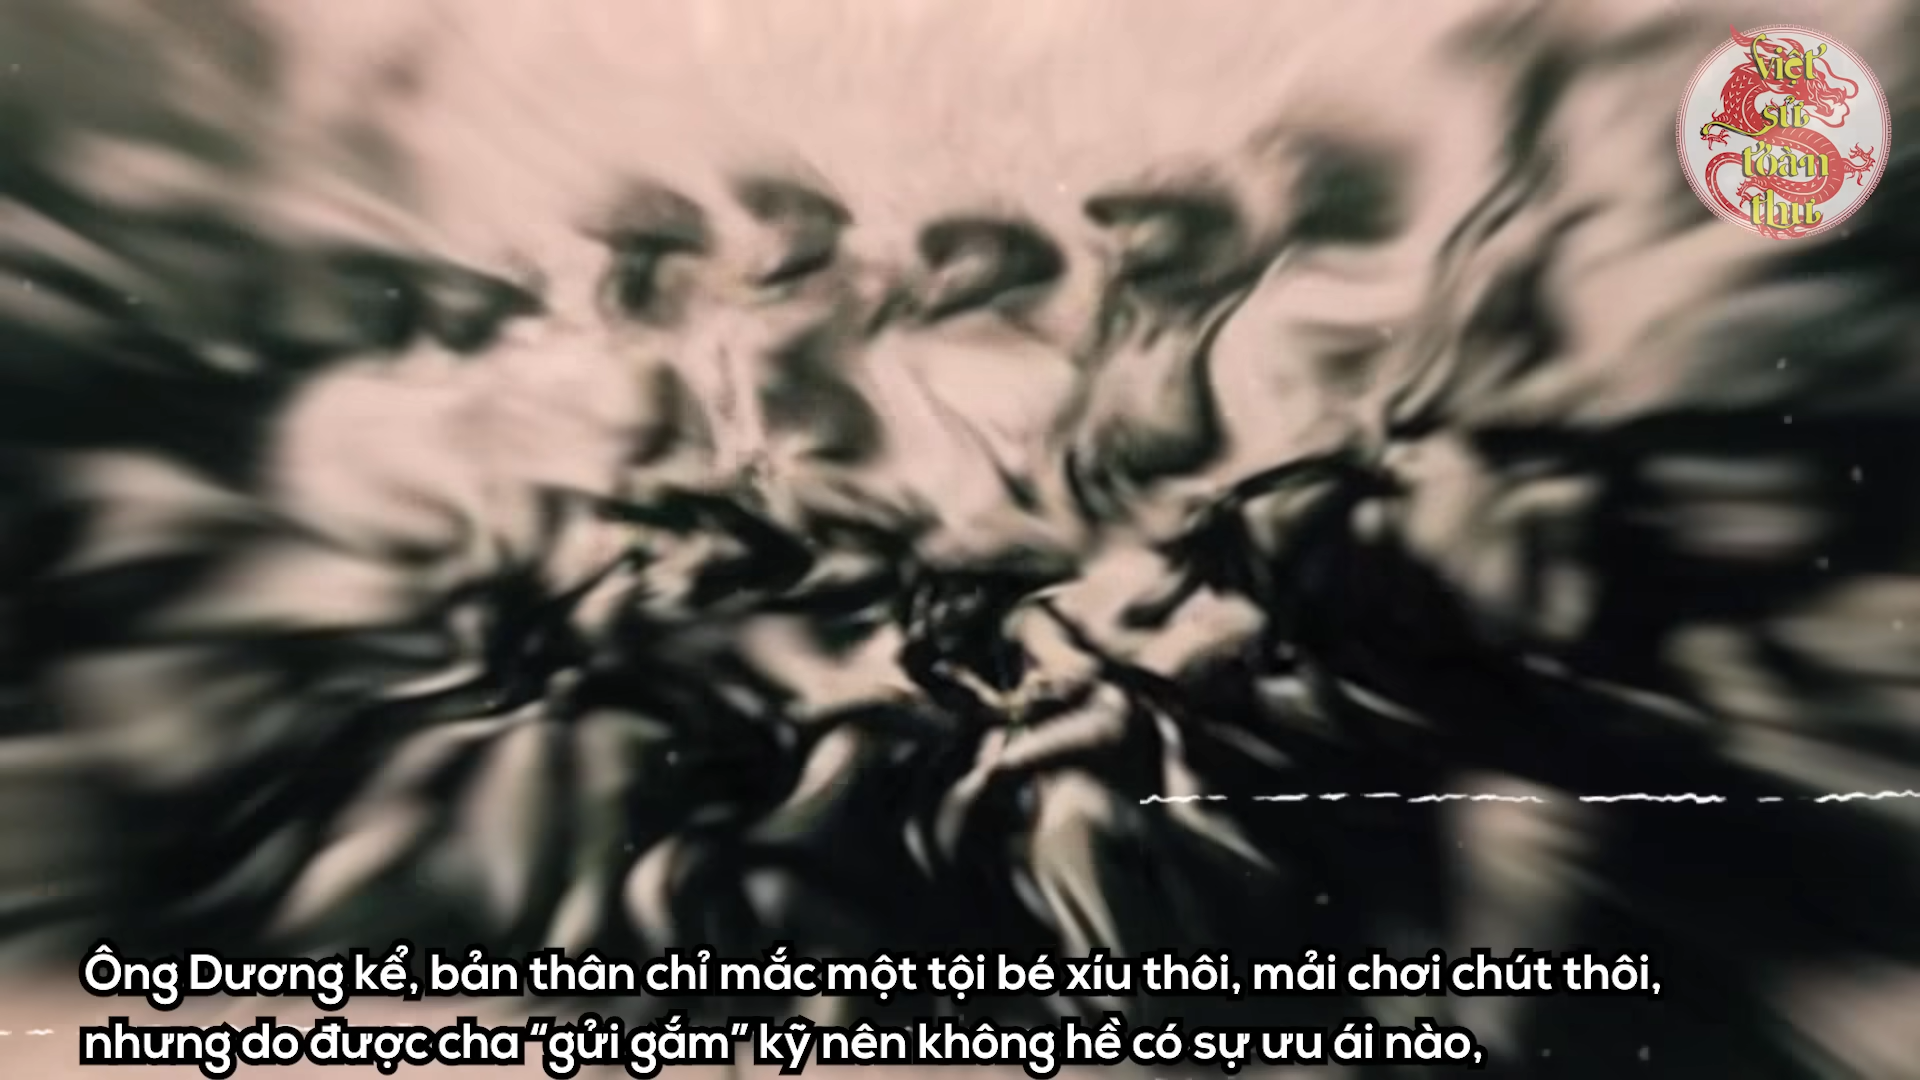 Việt
sử
toàn
thư
Ông Dương kể, bản thân chỉ mắc một tội bé xíu thôi, mải chơi chút thôi,
nhưng do được cha “gửi gắm” kỹ nên không hề có sự ưu ái nào,